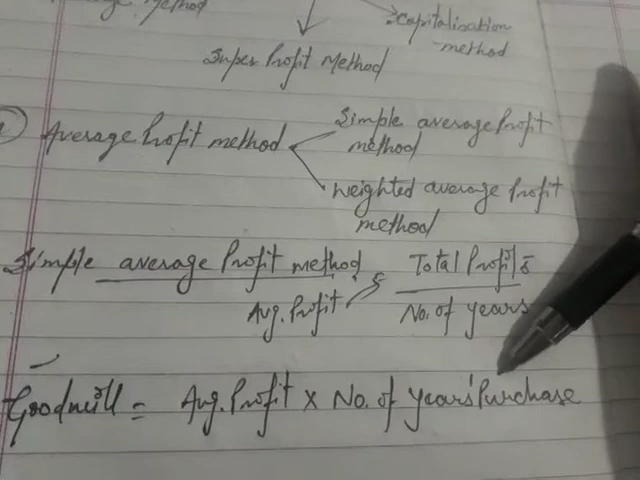 Method
Capitalisation
method
Super Profit Method
Average Profit method
Simple average Profit
method
Weighted average Profit
method
Simple average Profit method
Avg. Profit = Total Profits
No. of years
Goodwill = Avg. Profit x No. of years' Purchase